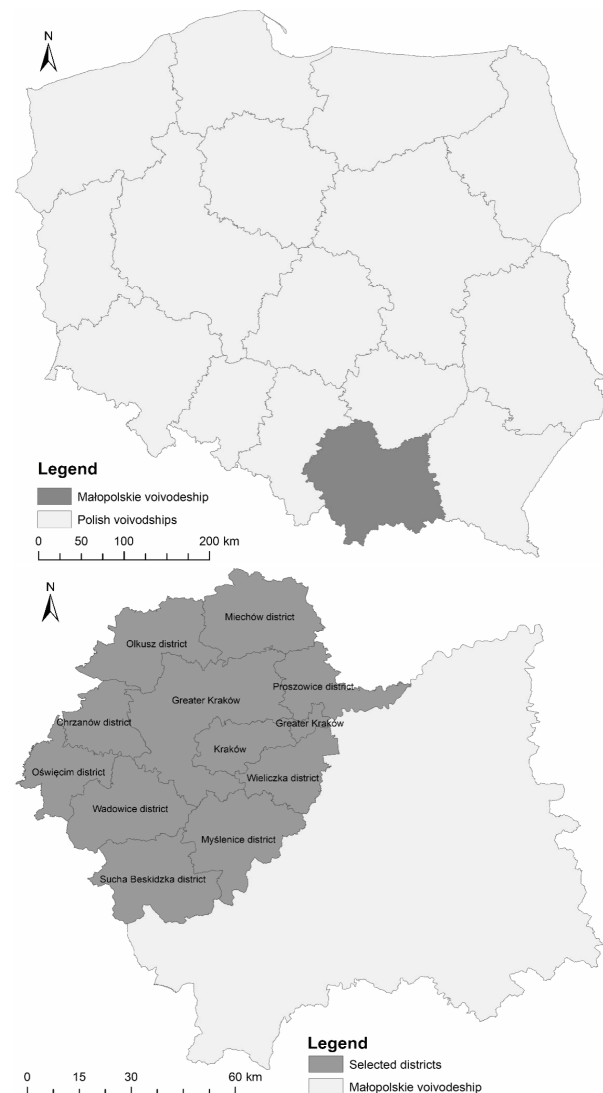 N
Legend
Małopolskie voivodeship
Polish voivodships
0 50 100 200 km
N
Miechów district
Olkusz district
Proszowice district
Greater Kraków
Chrzanów district
Greater Kraków
Kraków
Oświęcim district
Wieliczka district
Wadowice district
Myślenice district
Sucha Beskidzka district
Legend
Selected districts
Małopolskie voivodeship
0 15 30 60 km